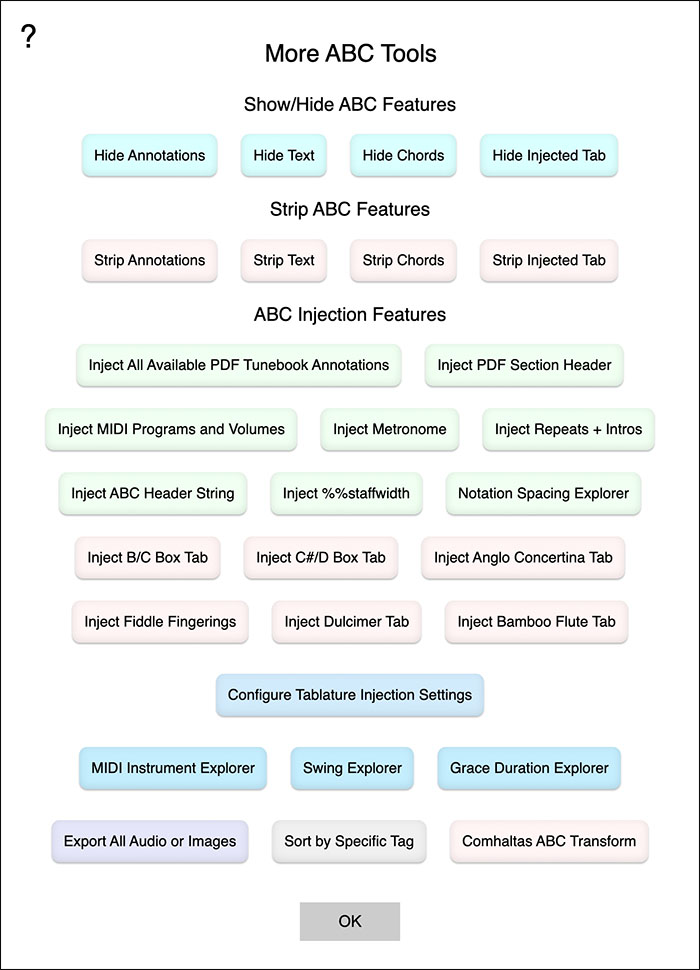 ?
More ABC Tools
Show/Hide ABC Features
Hide Annotations Hide Text Hide Chords Hide Injected Tab
Strip ABC Features
Strip Annotations Strip Text Strip Chords Strip Injected Tab
ABC Injection Features
Inject All Available PDF Tunebook Annotations Inject PDF Section Header
Inject MIDI Programs and Volumes Inject Metronome Inject Repeats + Intros
Inject ABC Header String Inject %%staffwidth Notation Spacing Explorer
Inject B/C Box Tab Inject C#/D Box Tab Inject Anglo Concertina Tab
Inject Fiddle Fingerings Inject Dulcimer Tab Inject Bamboo Flute Tab
Configure Tablature Injection Settings
MIDI Instrument Explorer Swing Explorer Grace Duration Explorer
Export All Audio or Images Sort by Specific Tag Comhaltas ABC Transform
OK